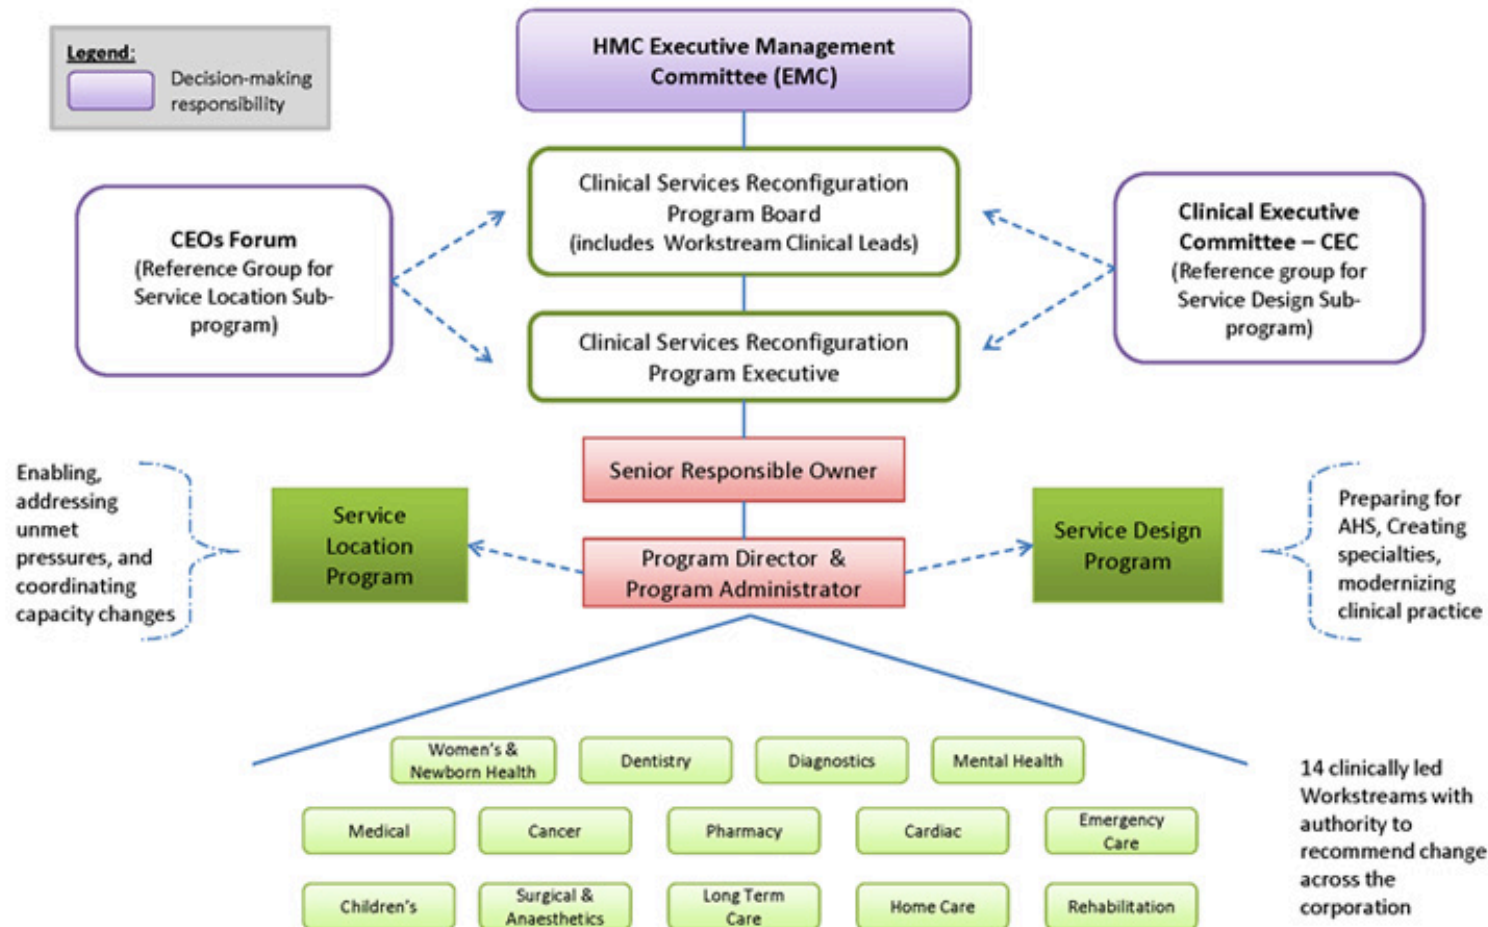 Legend:
Decision-making
responsibility
HMC Executive Management
Committee (EMC)
Clinical Services Reconfiguration
Program Board
(includes Workstream Clinical Leads)
CEOs Forum
(Reference Group for
Service Location Sub-
program)
Clinical Executive
Committee – CEC
(Reference group for
Service Design Sub-
program)
Clinical Services Reconfiguration
Program Executive
Senior Responsible Owner
Enabling,
addressing
unmet
pressures, and
coordinating
capacity changes
Service
Location
Program
Program Director &
Program Administrator
Service Design
Program
Preparing for
AHS, Creating
specialties,
modernizing
clinical practice
Women's &
Newborn Health
Dentistry
Diagnostics
Mental Health
Medical
Cancer
Pharmacy
Cardiac
Emergency
Care
Children's
Surgical &
Anaesthetics
Long Term
Care
Home Care
Rehabilitation
14 clinically led
Workstreams with
authority to
recommend change
across the
corporation